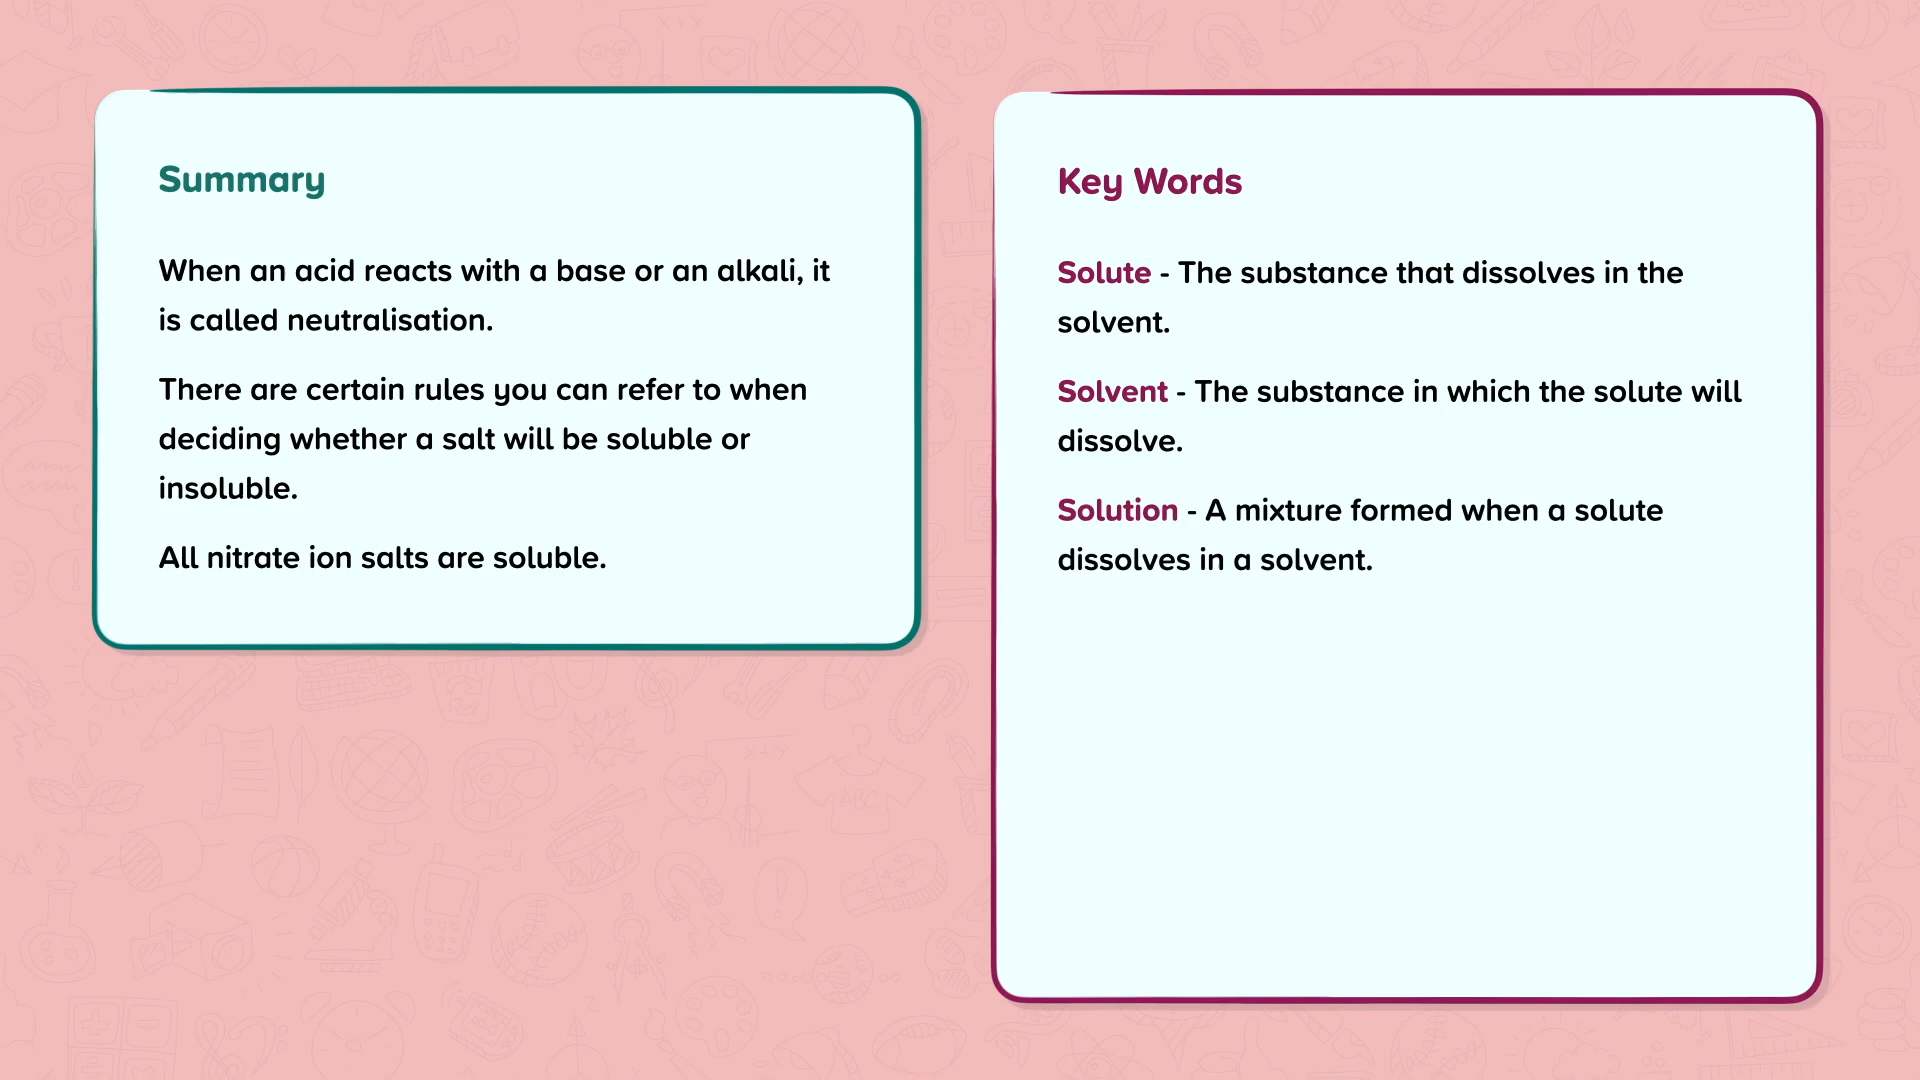 Summary
When an acid reacts with a base or an alkali, it
is called neutralisation.
There are certain rules you can refer to when
deciding whether a salt will be soluble or
insoluble.
All nitrate ion salts are soluble.
Key Words
Solute - The substance that dissolves in the
solvent.
Solvent - The substance in which the solute will
dissolve.
Solution - A mixture formed when a solute
dissolves in a solvent.
x+y
x+y
ABC